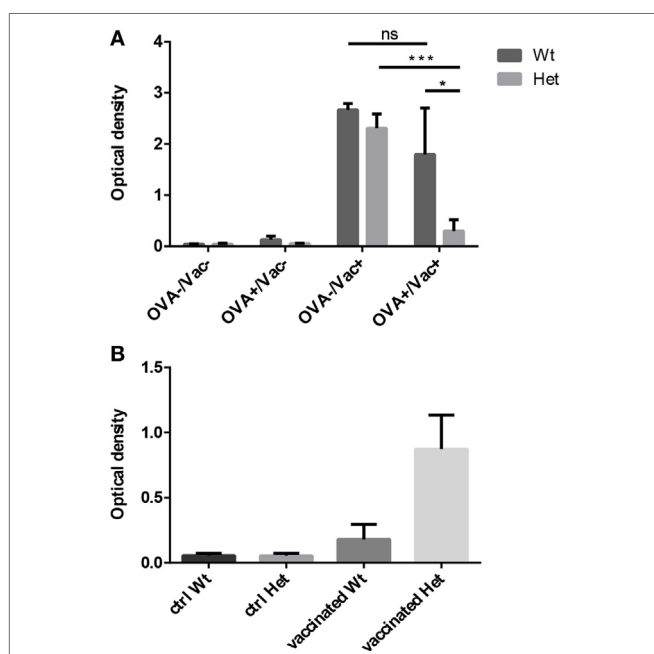 A
ns
Wt
***
Het
*
Optical density
4
3
2
1
0
OVA-/Vac-
OVA+/Vac-
OVA-/Vac+
OVA+/Vac+
B
Optical density
1.5
1.0
0.5
0.0
ctrl Wt
ctrl Het
vaccinated Wt
vaccinated Het